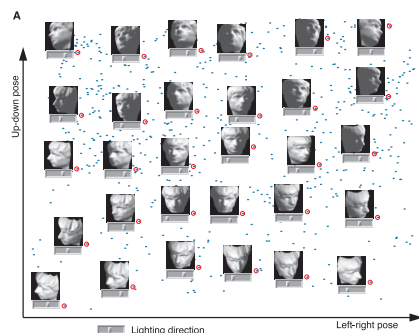 A
Up-down pose
Left-right pose
Lighting direction